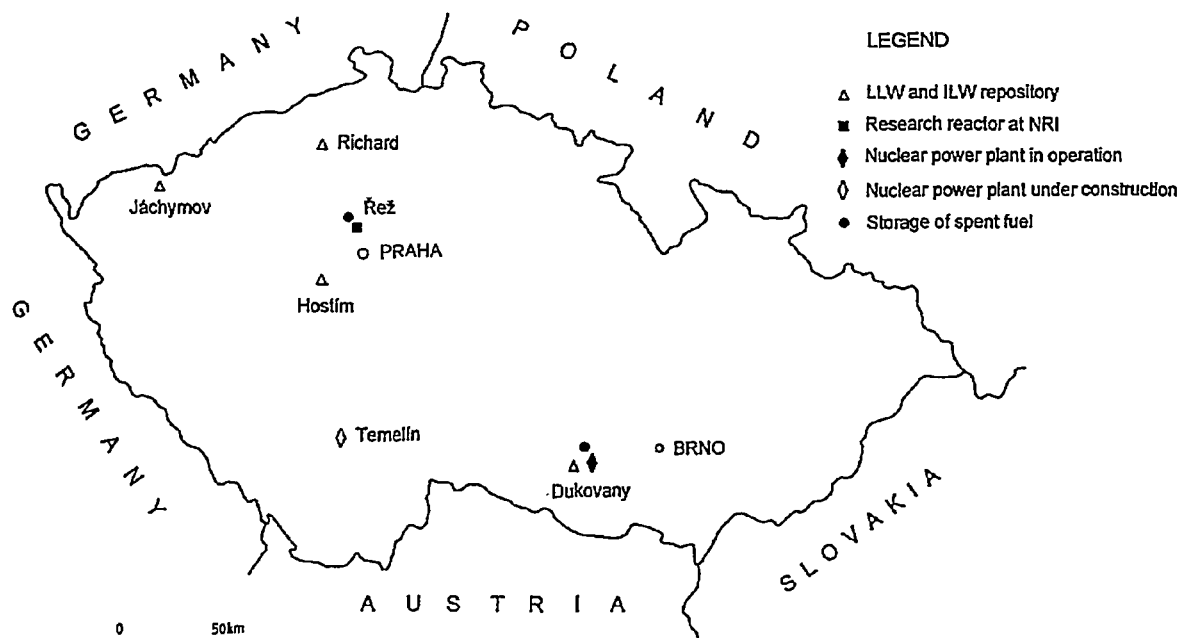 GERMANY
POLAND
LEGEND
LLW and ILW repository
Research reactor at NRI
Nuclear power plant in operation
Nuclear power plant under construction
Storage of spent fuel
Richard
Jáchymov
Řež
PRAHA
Hostím
GERMANY
Temelín
BRNO
Dukovany
SLOVAKIA
AUSTRIA
0 50km